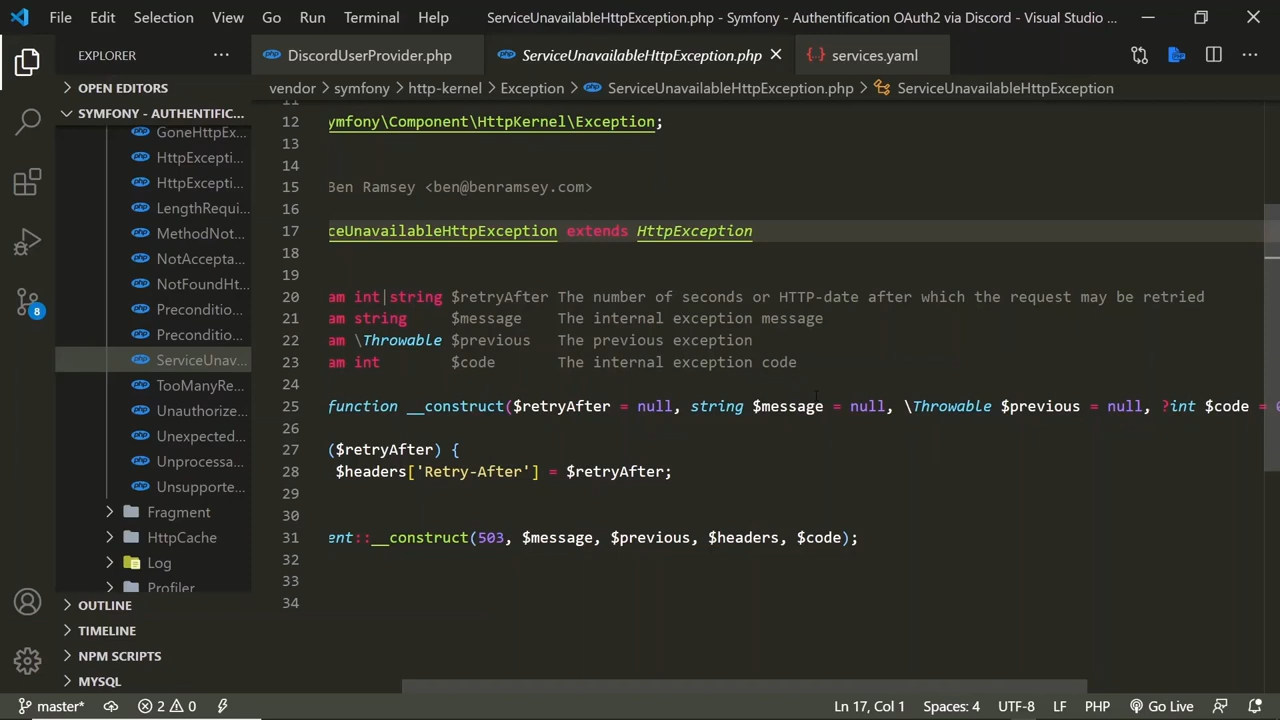 File Edit Selection View Go Run Terminal Help ServiceUnavailableHttpException.php - Symfony - Authentification OAuth2 via Discord - Visual Studio ...
EXPLORER
DiscordUserProvider.php ServiceUnavailableHttpException.php services.yaml
OPEN EDITORS
vendor > symfony > http-kernel > Exception > ServiceUnavailableHttpException.php > ServiceUnavailableHttpException
SYMFONY - AUTHENTIFIC...
GoneHttpEx...
HttpExcepti...
HttpExcepti...
LengthRequi...
MethodNot...
NotAccepta...
NotFoundHt...
Preconditio...
Preconditio...
ServiceUnav...
TooManyRe...
Unauthorize...
Unexpected...
Unprocessa...
Unsupporte...
Fragment
HttpCache
Log
Profiler
OUTLINE
TIMELINE
NPM SCRIPTS
MYSQL
11
12 ymfony\Component\HttpKernel\Exception;
13
14
15 Ben Ramsey <ben@benramsey.com>
16
17 ceUnavailableHttpException extends HttpException
18
19
20 am int|string $retryAfter The number of seconds or HTTP-date after which the request may be retried
21 am string $message The internal exception message
22 am \Throwable $previous The previous exception
23 am int $code The internal exception code
24
25 function __construct($retryAfter = null, string $message = null, \Throwable $previous = null, ?int $code = 0
26
27 ($retryAfter) {
28 $headers['Retry-After'] = $retryAfter;
29
30
31 ent::__construct(503, $message, $previous, $headers, $code);
32
33
34
8
master* 2 0 Ln 17, Col 1 Spaces: 4 UTF-8 LF PHP Go Live